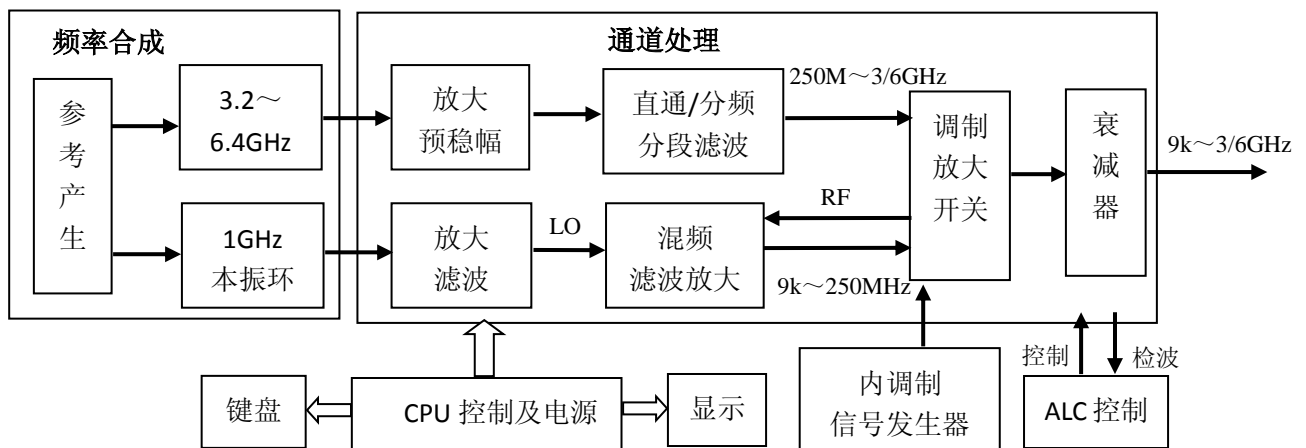 频率合成
通道处理
参考产生
3.2～
6.4GHz
放大
预稳幅
直通/分频
分段滤波
250M～3/6GHz
调制
放大
开关
衰减器
9k～3/6GHz
1GHz
本振环
放大
滤波
LO
混频
滤波放大
RF
9k～250MHz
键盘
CPU 控制及电源
显示
内调制
信号发生器
控制
检波
ALC 控制